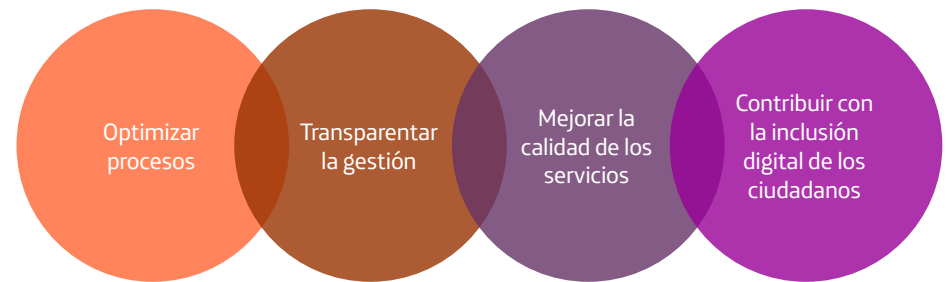 Optimizar
procesos
Transparentar
la gestión
Mejorar la
calidad de los
servicios
Contribuir con
la inclusión
digital de los
ciudadanos